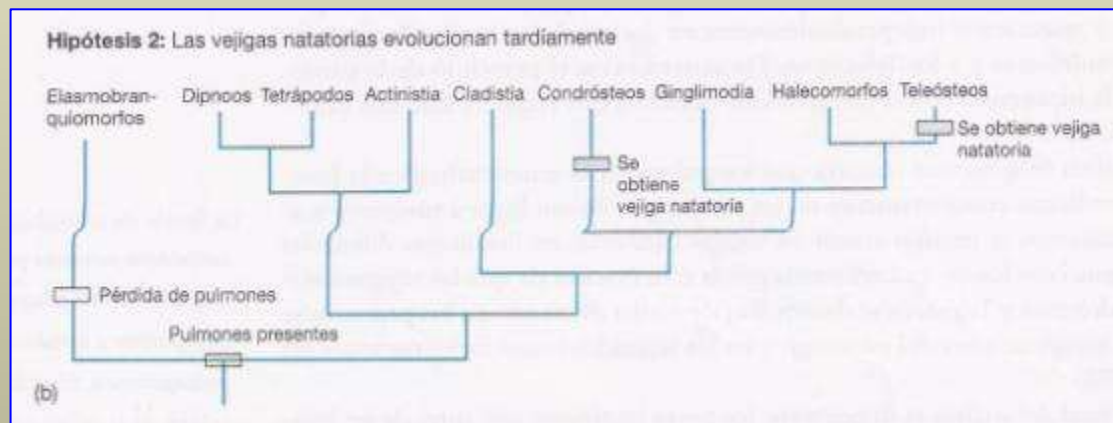 Hipótesis 2: Las vejigas natatorias evolucionan tardíamente
Elasmobran-
quiomorfos
Dipnoos Tetrápodos Actinistia Cladistia Condrósteos Ginglimodia Halecomorfos Teleósteos
Se obtiene vejiga
natatoria
Se
obtiene
vejiga natatoria
Pérdida de pulmones
Pulmones presentes
(b)